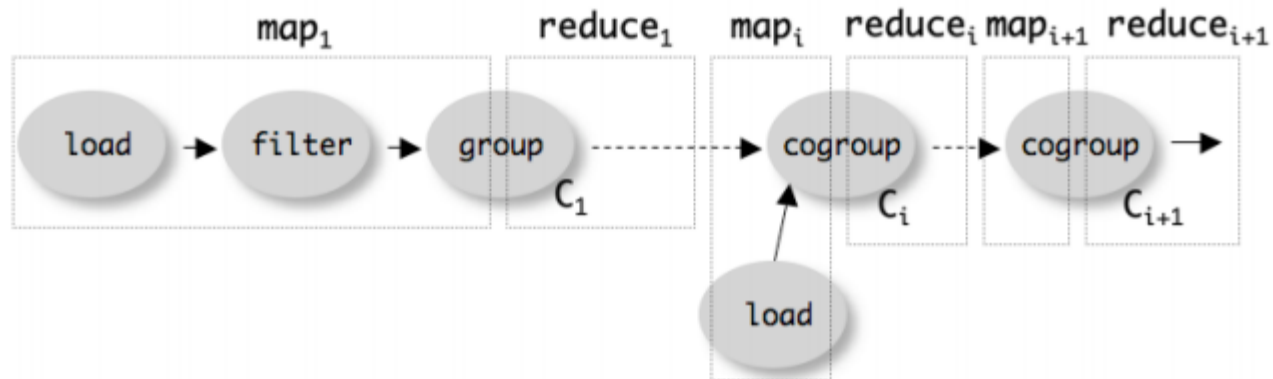 map₁ reduce₁ mapᵢ reduceᵢ mapᵢ₊₁ reduceᵢ₊₁
load filter group cogroup cogroup
C₁ Cᵢ Cᵢ₊₁
load